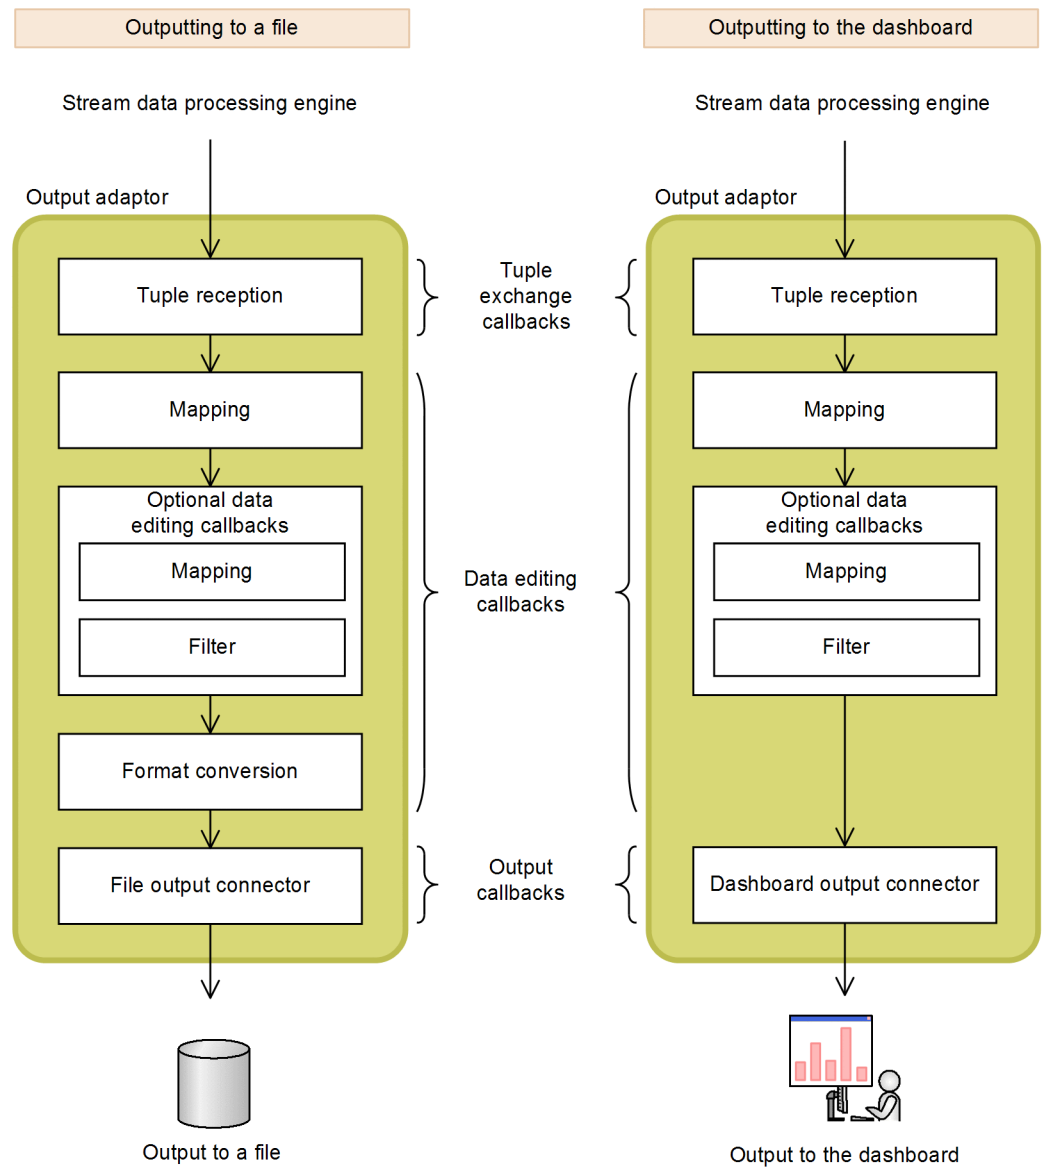 Outputting to a file
Outputting to the dashboard
Stream data processing engine
Stream data processing engine
Output adaptor
Output adaptor
Tuple reception
Tuple
exchange
callbacks
Tuple reception
Mapping
Mapping
Optional data
editing callbacks
Mapping
Filter
Data editing
callbacks
Optional data
editing callbacks
Mapping
Filter
Format conversion
File output connector
Output
callbacks
Dashboard output connector
Output to a file
Output to the dashboard